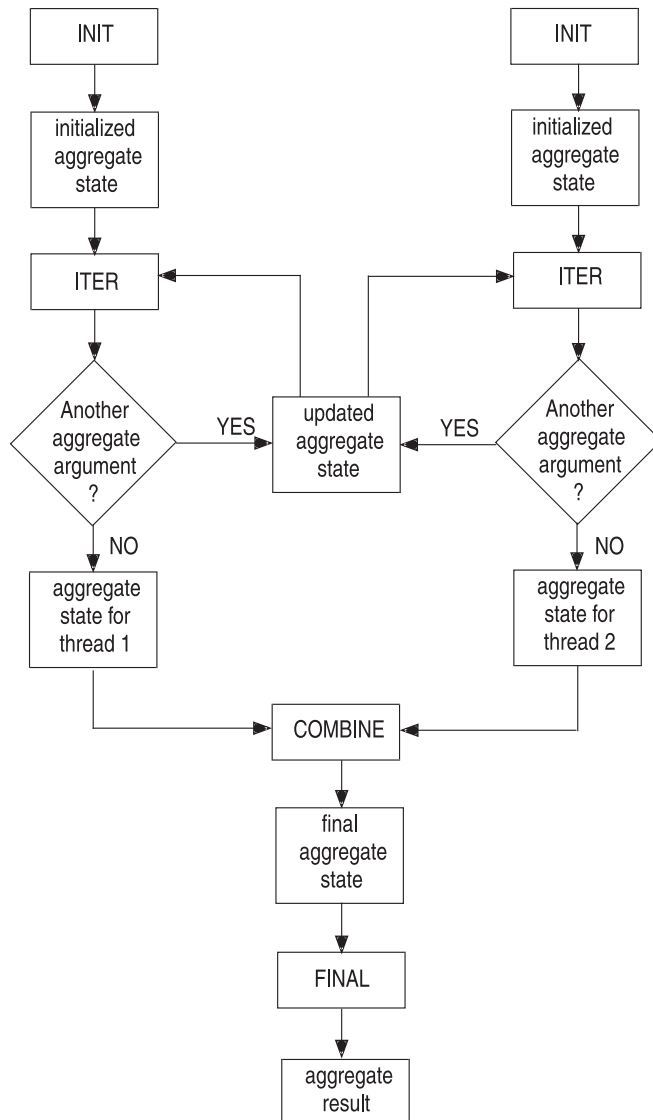 INIT
INIT
initialized
aggregate
state
initialized
aggregate
state
ITER
ITER
Another
aggregate
argument
?
YES
updated
aggregate
state
YES
Another
aggregate
argument
?
NO
NO
aggregate
state for
thread 1
aggregate
state for
thread 2
COMBINE
final
aggregate
state
FINAL
aggregate
result